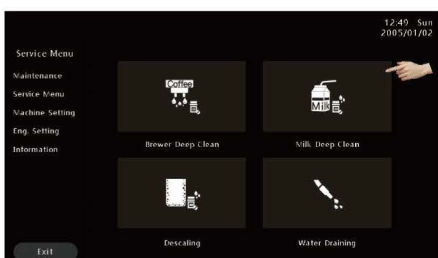 12:49 Sun
2005/01/02
Service Menu
Maintenance
Service Menu
Machine Setting
Eng. Setting
Information
Exit
Coffee
Brewer Deep Clean
Milk
Milk Deep Clean
Descaling
Water Draining